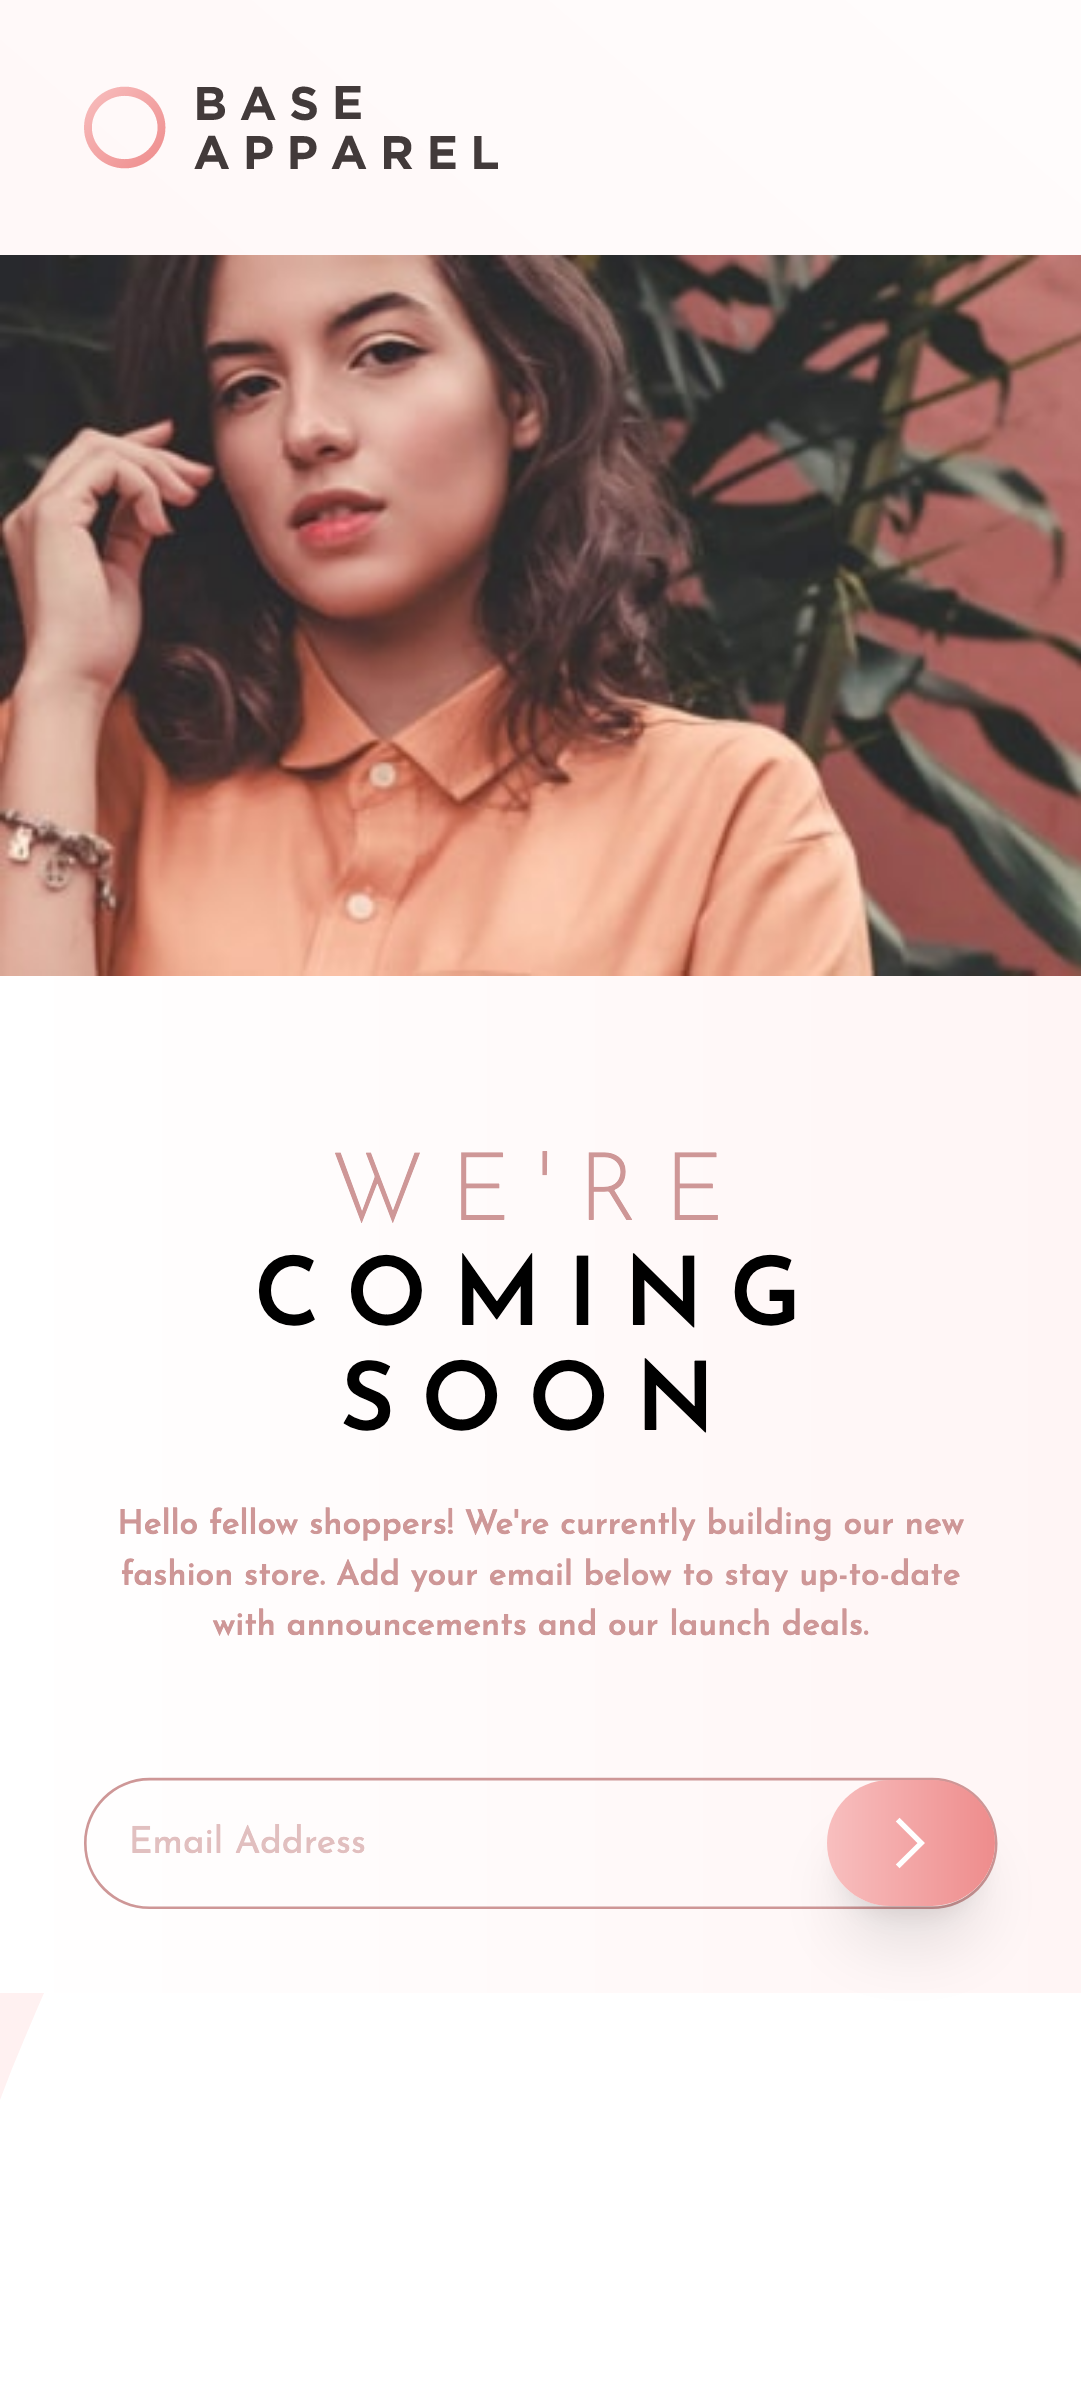 BASE
APPAREL
WE'RE
COMING
SOON
Hello fellow shoppers! We're currently building our new
fashion store. Add your email below to stay up-to-date
with announcements and our launch deals.
Email Address